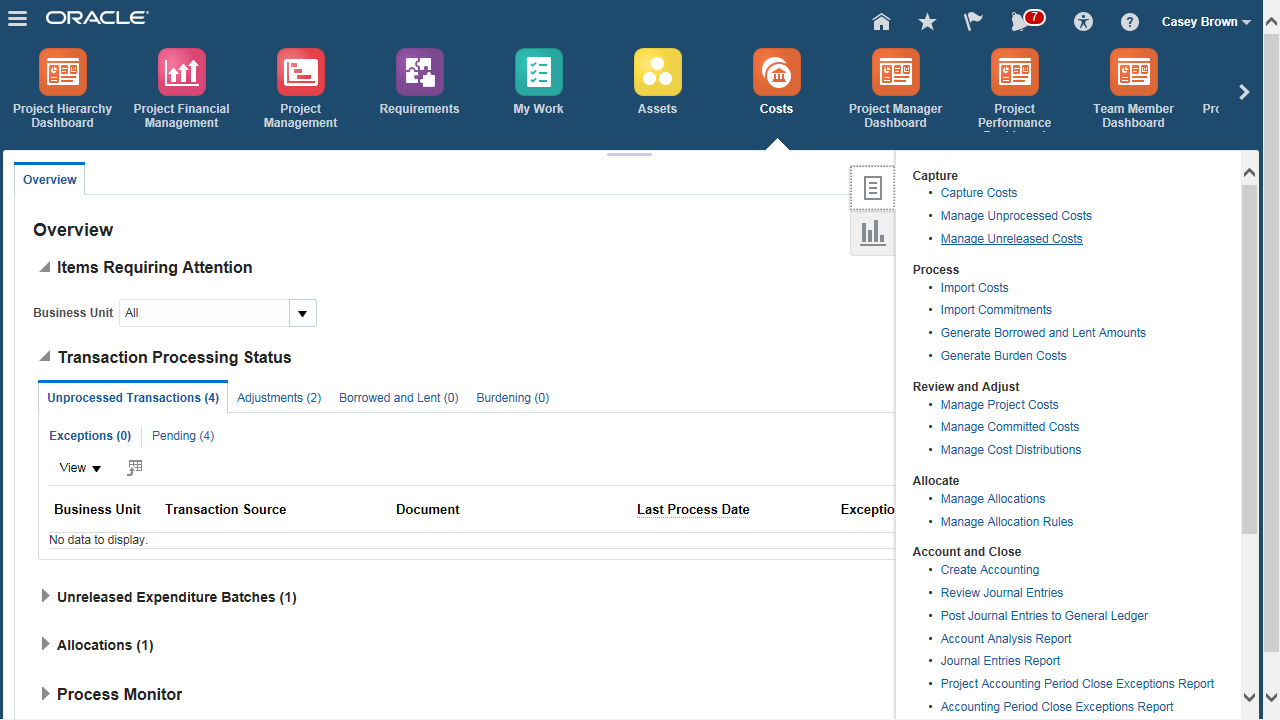 ORACLE
7
Casey Brown
Project Hierarchy
Dashboard
Project Financial
Management
Project
Management
Requirements
My Work
Assets
Costs
Project Manager
Dashboard
Project
Performance
Team Member
Dashboard
Overview
Overview
Items Requiring Attention
Business Unit All
Transaction Processing Status
Unprocessed Transactions (4) Adjustments (2) Borrowed and Lent (0) Burdening (0)
Exceptions (0) Pending (4)
View
Business Unit Transaction Source Document Last Process Date Exceptio
No data to display.
Unreleased Expenditure Batches (1)
Allocations (1)
Process Monitor
Capture
• Capture Costs
• Manage Unprocessed Costs
• Manage Unreleased Costs
Process
• Import Costs
• Import Commitments
• Generate Borrowed and Lent Amounts
• Generate Burden Costs
Review and Adjust
• Manage Project Costs
• Manage Committed Costs
• Manage Cost Distributions
Allocate
• Manage Allocations
• Manage Allocation Rules
Account and Close
• Create Accounting
• Review Journal Entries
• Post Journal Entries to General Ledger
• Account Analysis Report
• Journal Entries Report
• Project Accounting Period Close Exceptions Report
• Accounting Period Close Exceptions Report